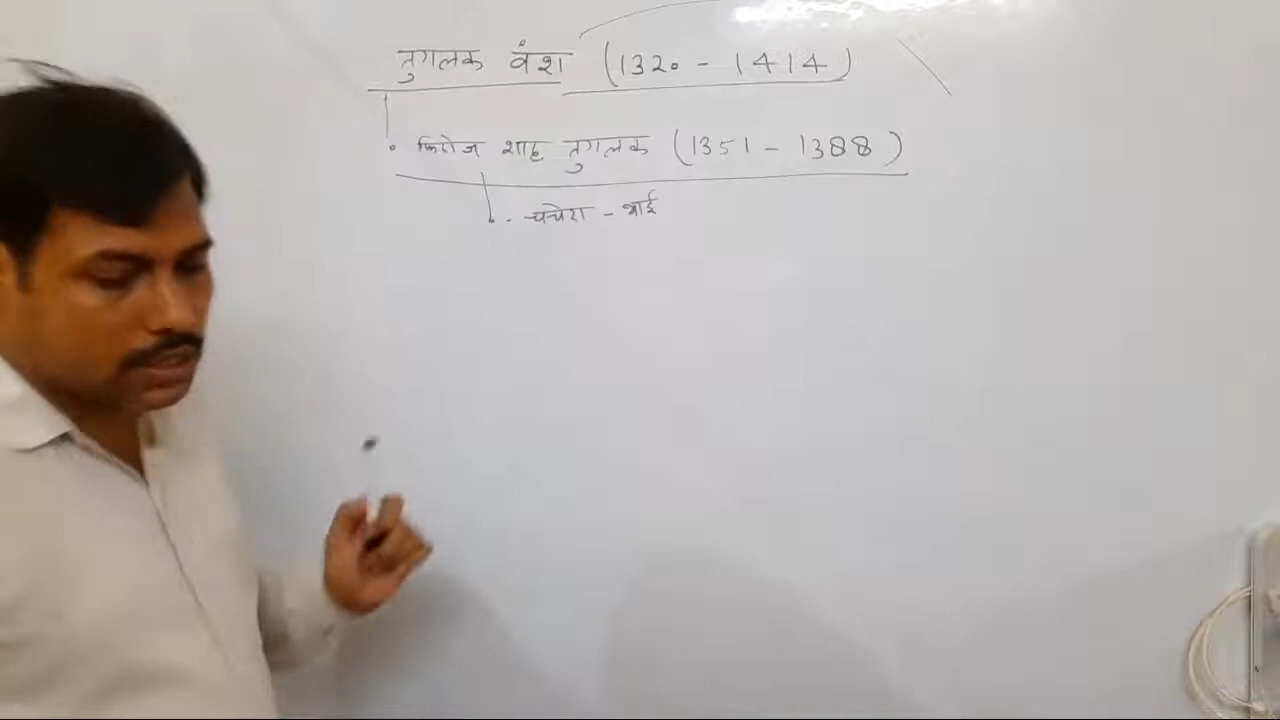 तुगलक वंश (1320 - 1414)
• फिरोज शाह तुगलक (1351 - 1388)
• चचेरा - भाई